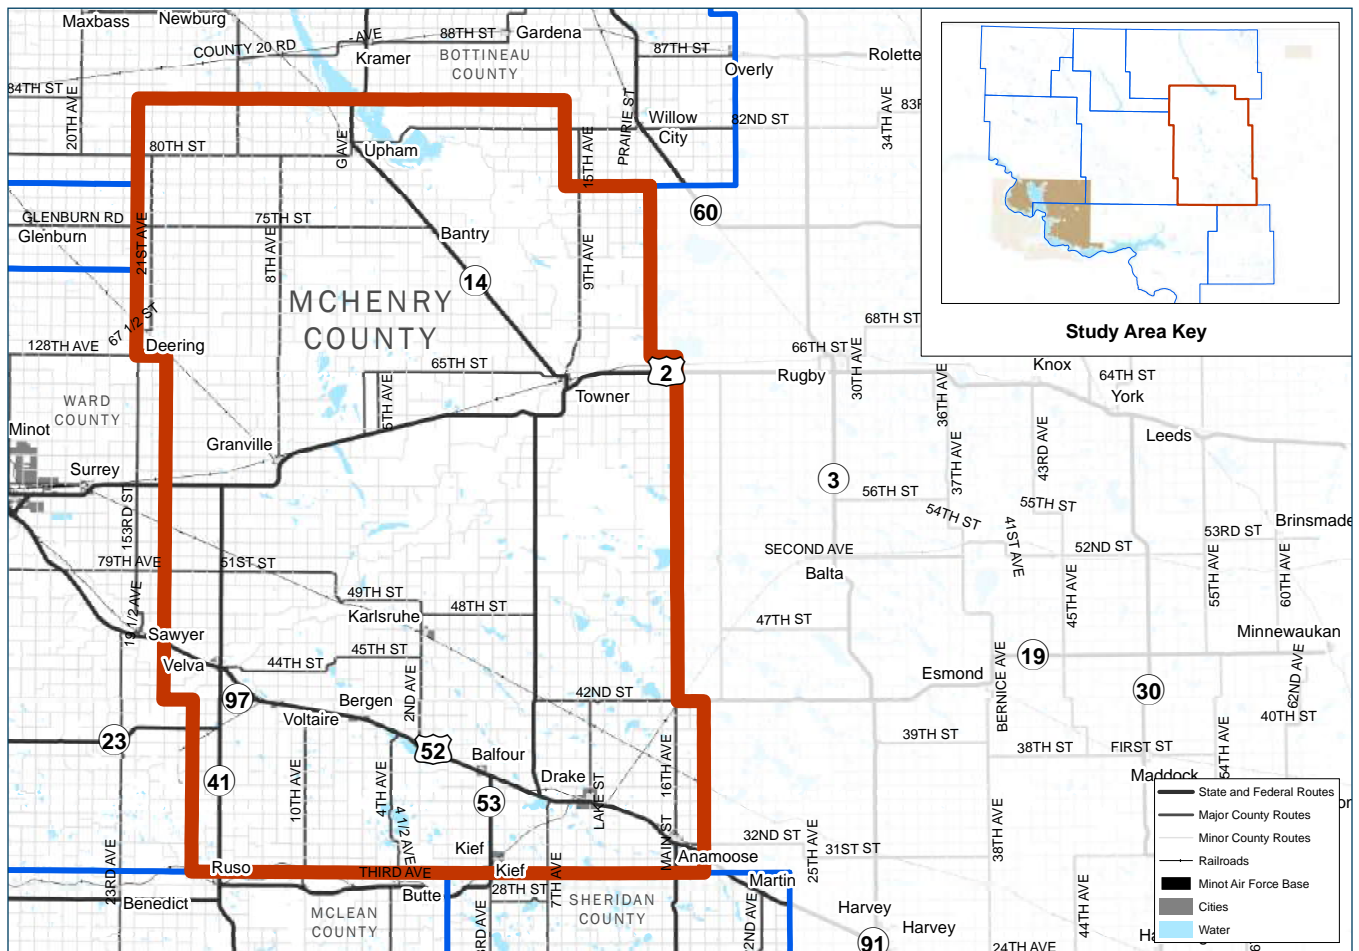 Maxbass
Newburg
COUNTY 20 RD
AVE
88TH ST
Gardena
Kramer
BOTTINEAU
COUNTY
87TH ST
Overly
Rolette
84TH ST
20TH AVE
PRAIRIE ST
Willow
City
82ND ST
34TH AVE
G AVE
Upham
80TH ST
15TH AVE
60
GLENBURN RD
Glenburn
21ST AVE
75TH ST
8TH AVE
Bantry
9TH AVE
14
MCHENRY
COUNTY
67 1/2 ST
128TH AVE
Deering
65TH ST
5TH AVE
2
Towner
68TH ST
66TH ST
Rugby
30TH AVE
36TH AVE
Knox
64TH ST
York
Leeds
WARD
COUNTY
Minot
Granville
Surrey
153RD ST
3
37TH AVE
43RD AVE
56TH ST
54TH ST
55TH ST
41ST AVE
52ND ST
53RD ST
Brinsmade
SECOND AVE
Balta
79TH AVE
51ST ST
19 1/2 AVE
49TH ST
48TH ST
Karlsruhe
45TH AVE
55TH AVE
60TH AVE
47TH ST
Sawyer
Velva
44TH ST
45TH ST
Minnewaukan
19
Esmond
BERNICE AVE
30
62ND AVE
40TH ST
97
Bergen
2ND AVE
Voltaire
42ND ST
23
52
Balfour
39TH ST
38TH ST
FIRST ST
54TH AVE
Maddock
41
10TH AVE
4TH AVE
4 1/2 AVE
53
Drake
LAKE ST
16TH AVE
MAIN ST
32ND ST
31ST ST
25TH AVE
38TH AVE
Kief
Kief
Anamoose
Ruso
THIRD AVE
23RD AVE
Benedict
Butte
28TH ST
7TH AVE
3RD AVE
MCLEAN
COUNTY
SHERIDAN
COUNTY
Martin
2ND AVE
Harvey
Harvey
91
44TH AVE
24TH AVE
Study Area Key
State and Federal Routes
Major County Routes
Minor County Routes
Railroads
Minot Air Force Base
Cities
Water